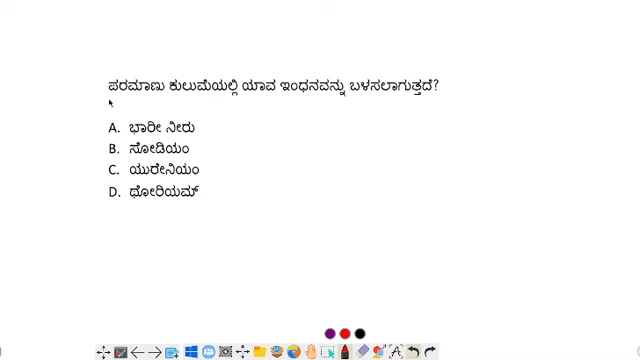 ಪರಮಾಣು ಕುಲುಮೆಯಲ್ಲಿ ಯಾವ ಇಂಧನವನ್ನು ಬಳಸಲಾಗುತ್ತದೆ?
A. ಭಾರೀ ನೀರು
B. ಸೋಡಿಯಂ
C. ಯುರೇನಿಯಂ
D. ಥೋರಿಯಮ್